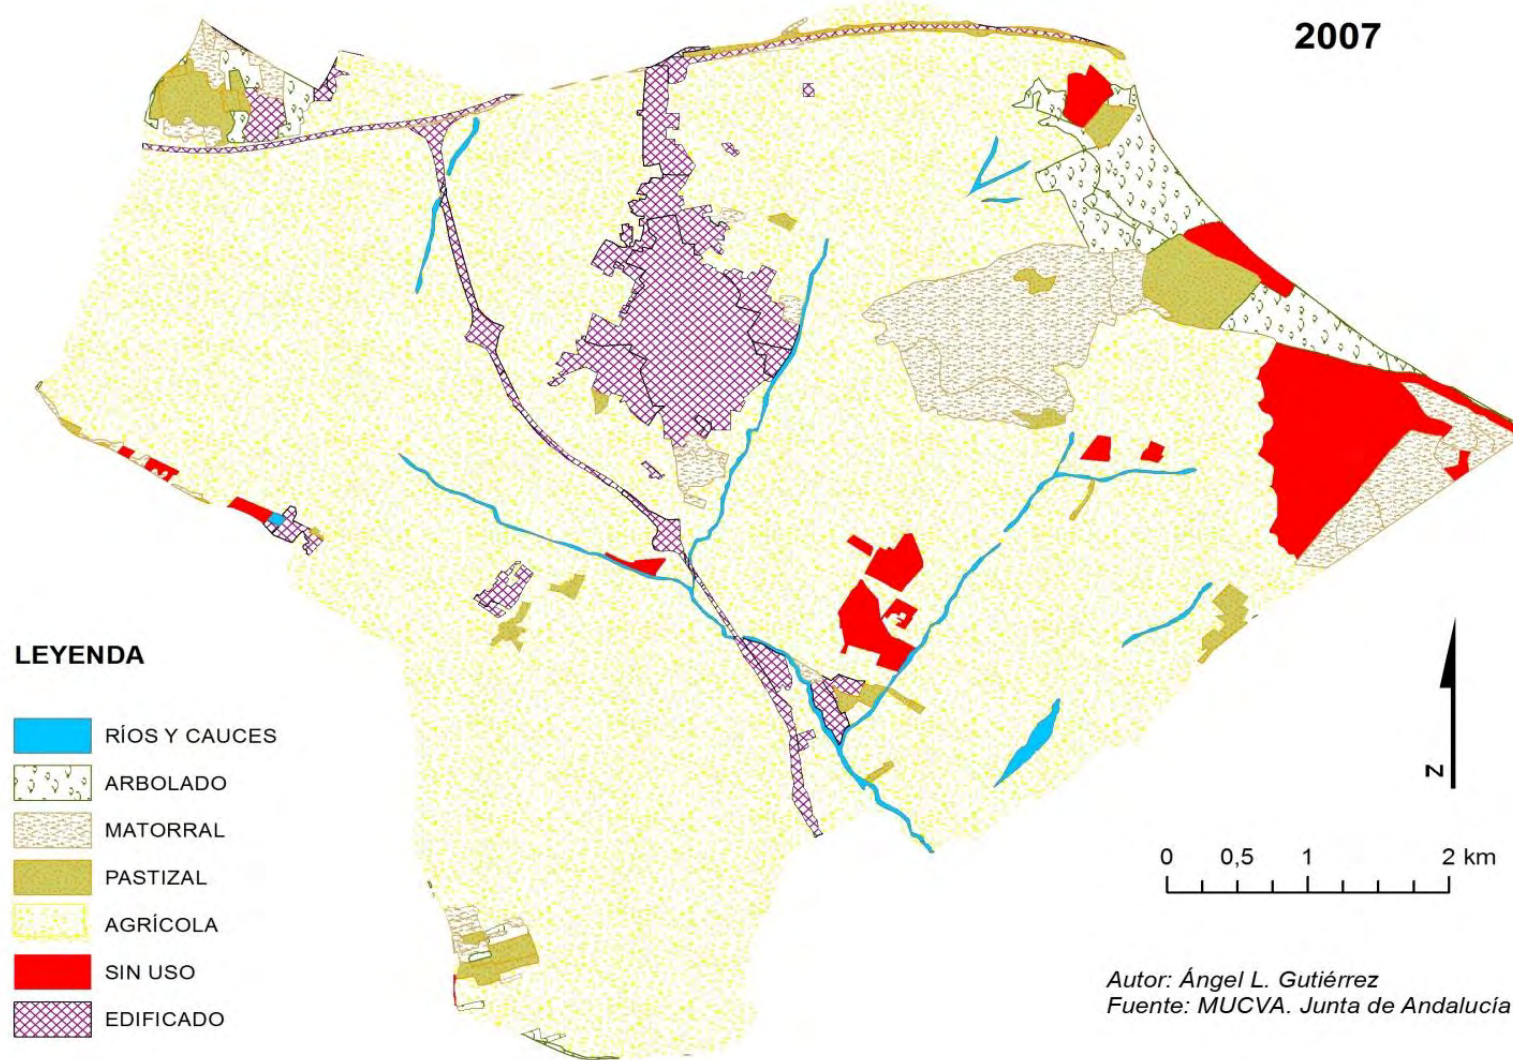 2007
LEYENDA
RÍOS Y CAUCES
ARBOLADO
MATORRAL
PASTIZAL
AGRÍCOLA
SIN USO
EDIFICADO
N
0 0,5 1 2 km
Autor: Ángel L. Gutiérrez
Fuente: MUCVA. Junta de Andalucía